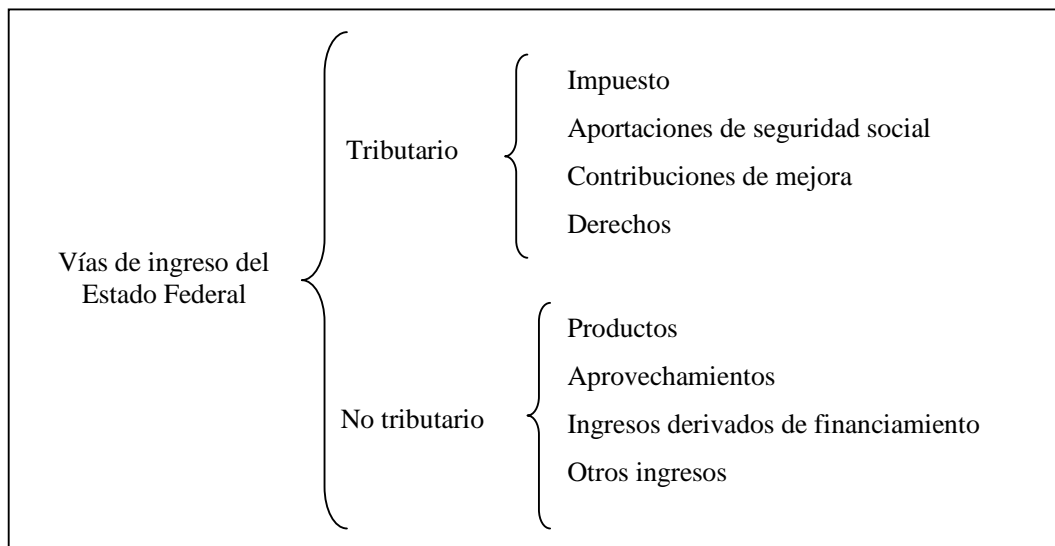 Vías de ingreso del
Estado Federal
Tributario
Impuesto
Aportaciones de seguridad social
Contribuciones de mejora
Derechos
No tributario
Productos
Aprovechamientos
Ingresos derivados de financiamiento
Otros ingresos